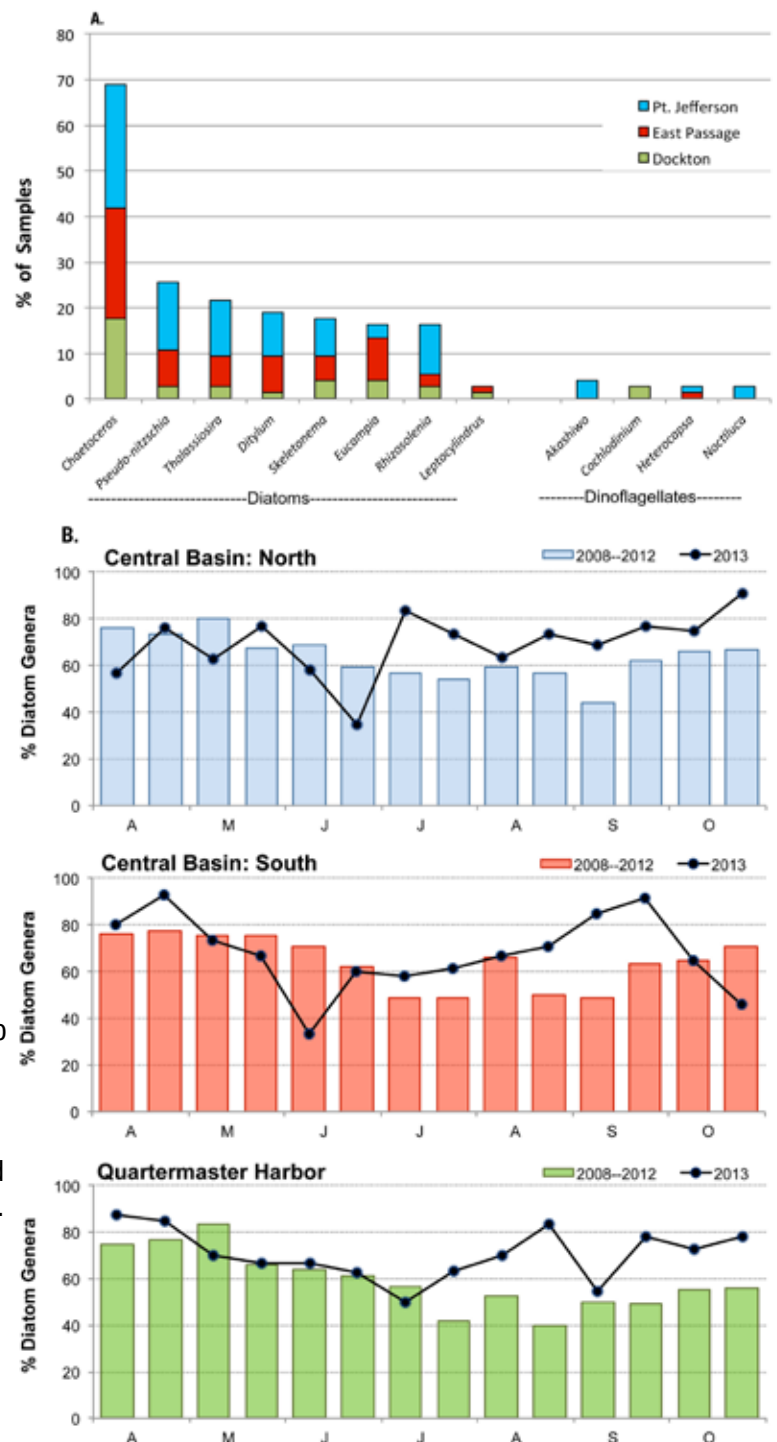 A.
80
70
60
50
40
30
20
10
0
% of Samples
Pt. Jefferson
East Passage
Dockton
Chaetoceros
Pseudo-nitzschia
Thalassiosira
Ditylum
Skeletonema
Eucampia
Rhizosolenia
Leptocylindrus
Akashiwo
Cochlodinium
Heterocapsa
Noctiluca
--------------------------Diatoms------------------------
--------Dinoflagellates--------
B.
Central Basin: North
2008--2012
2013
100
80
60
40
20
0
% Diatom Genera
A M J J A S O
Central Basin: South
2008--2012
2013
100
80
60
40
20
0
% Diatom Genera
A M J J A S O
Quartermaster Harbor
2008--2012
2013
100
80
60
40
20
0
% Diatom Genera
A M J J A S O